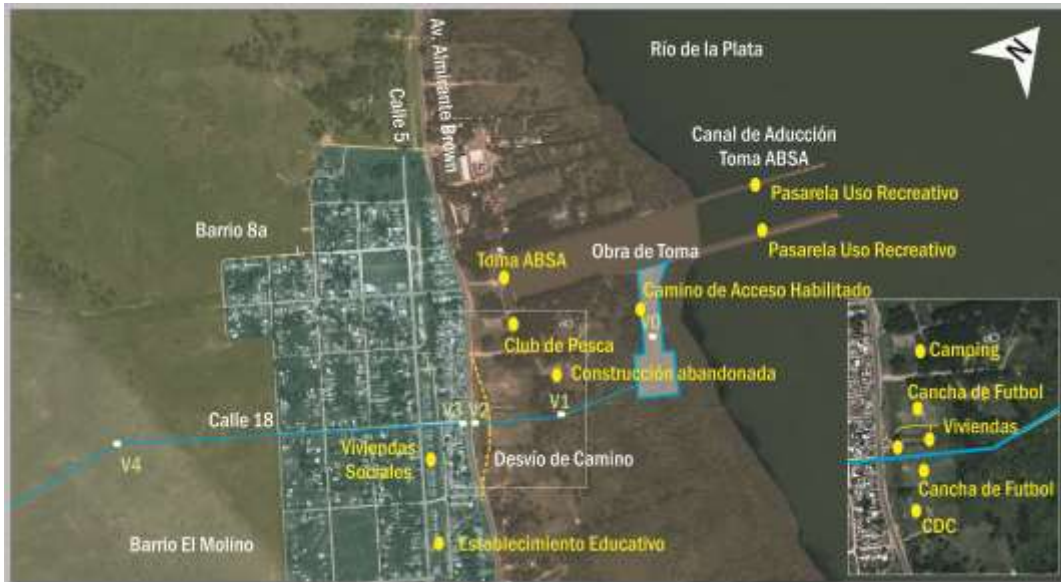 Av. Almirante Brown
Calle 5
Río de la Plata
N
Canal de Aducción
Toma ABSA
Pasarela Uso Recreativo
Pasarela Uso Recreativo
Barrio 8a
Obra de Toma
Toma ABSA
Camino de Acceso Habilitado
V0
Club de Pesca
Construcción abandonada
Calle 18
V3
V2
V1
V4
Viviendas
Sociales
Desvío de Camino
Barrio El Molino
Establecimiento Educativo
Camping
Cancha de Futbol
Viviendas
Cancha de Futbol
CDC